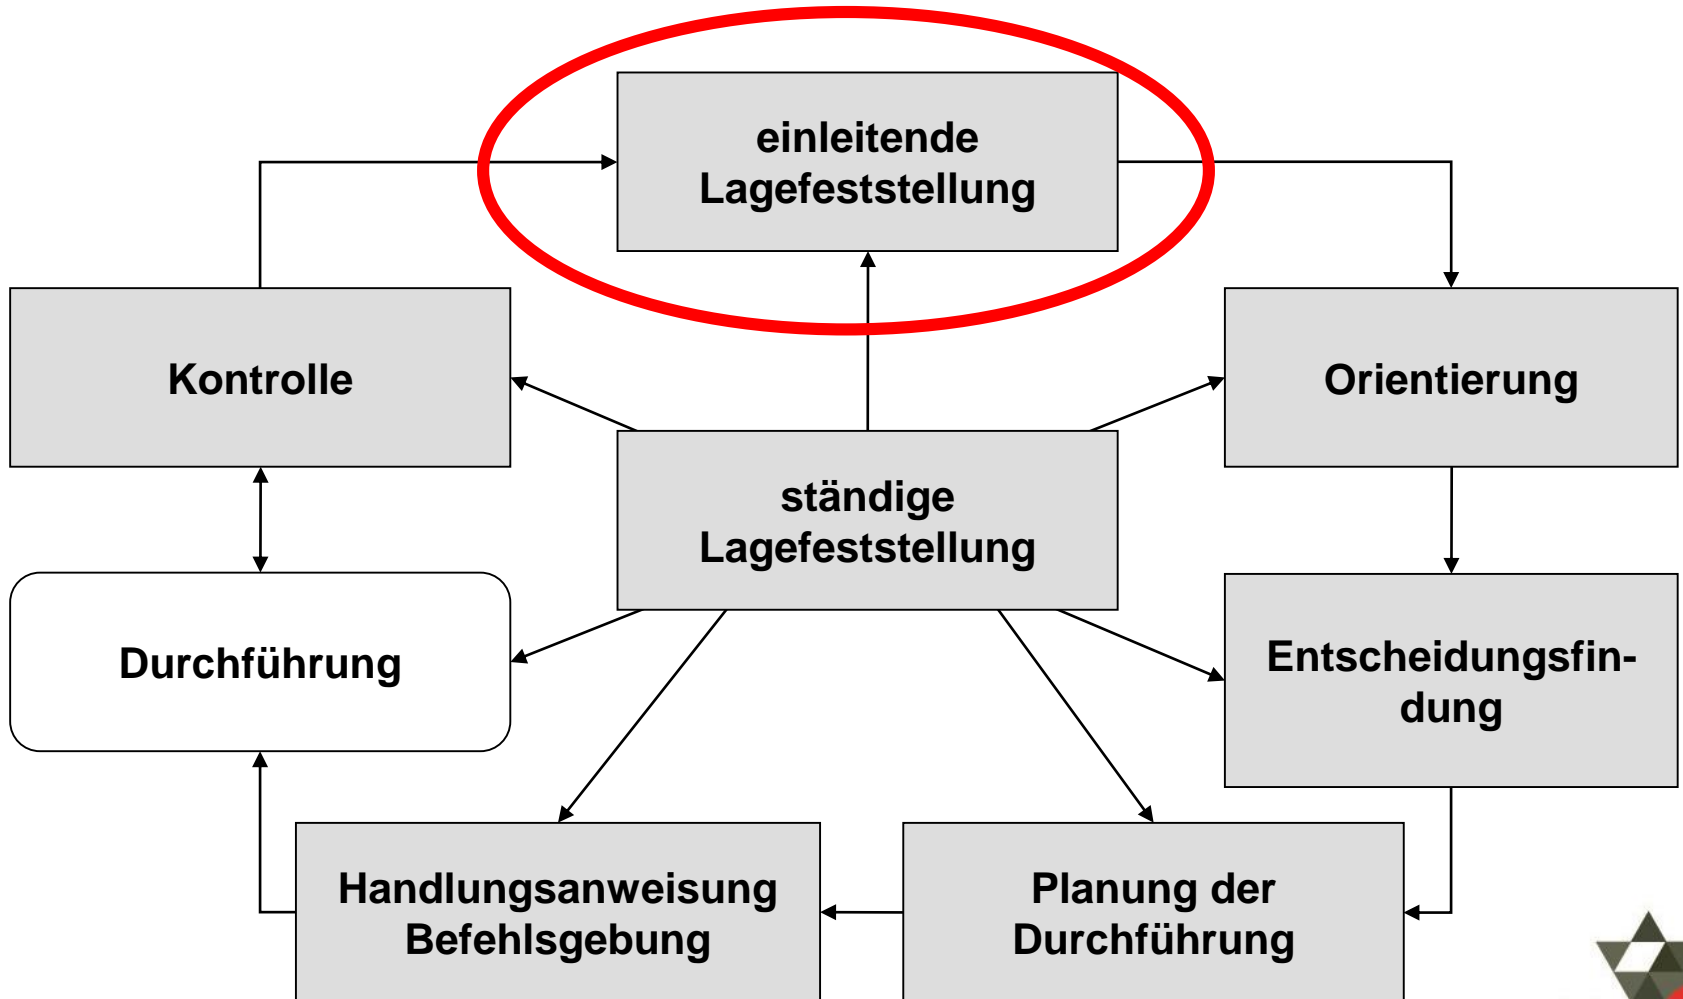 einleitende
Lagefeststellung
Kontrolle
Orientierung
ständige
Lagefeststellung
Durchführung
Entscheidungsfin-
dung
Handlungsanweisung
Befehlsgebung
Planung der
Durchführung